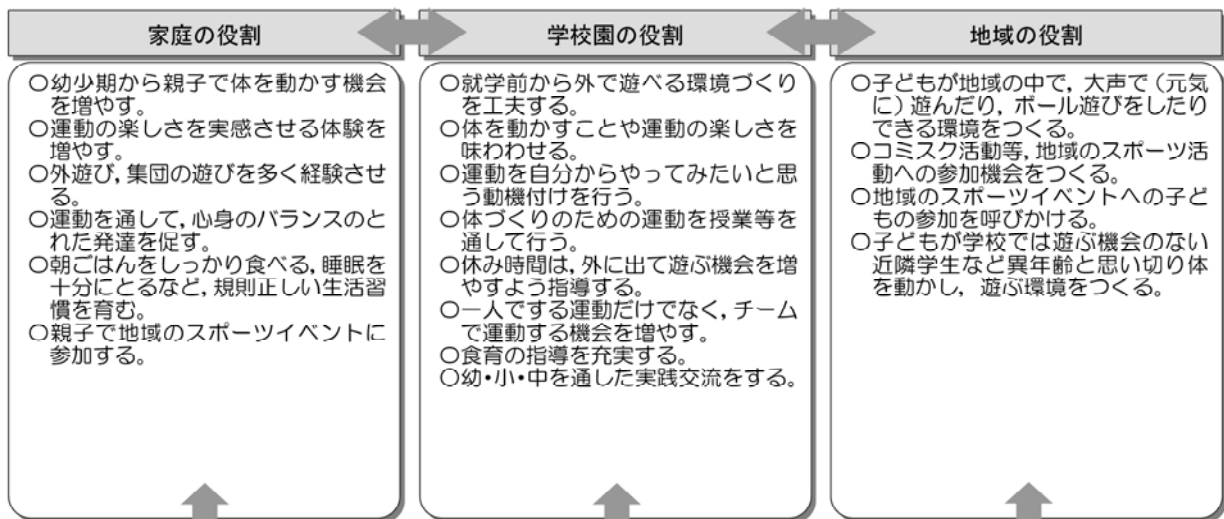 家庭の役割
○幼少期から親子で体を動かす機会
を増やす。
○運動の楽しさを実感させる体験を
増やす。
○外遊び,集団の遊びを多く経験させ
る。
○運動を通して,心身のバランスのと
れた発達を促す。
○朝ごはんをしっかり食べる,睡眠を
十分にとるなど,規則正しい生活習
慣を育む。
○親子で地域のスポーツイベントに
参加する。
学校園の役割
○就学前から外で遊べる環境づくり
を工夫する。
○体を動かすことや運動の楽しさを
味わわせる。
○運動を自分からやってみたいと思
う動機付けを行う。
○体づくりのための運動を授業等を
通して行う。
○休み時間は,外に出て遊ぶ機会を増
やすよう指導する。
○一人でする運動だけでなく,チーム
で運動する機会を増やす。
○食育の指導を充実する。
○幼・小・中を通した実践交流をする。
地域の役割
○子どもが地域の中で,大声で(元気
に)遊んだり,ボール遊びをしたり
できる環境をつくる。
○コミスク活動等,地域のスポーツ活
動への参加機会をつくる。
○地域のスポーツイベントへの子ど
もの参加を呼びかける。
○子どもが学校では遊ぶ機会のない
近隣学生など異年齢と思い切り体
を動かし,遊ぶ環境をつくる。